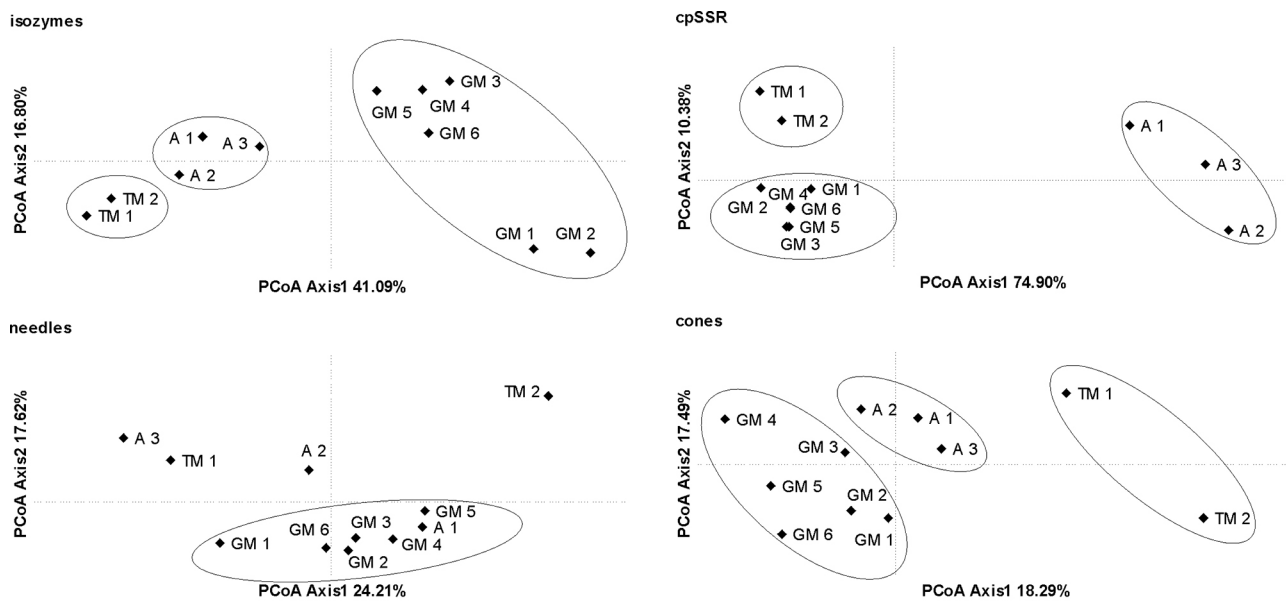 isozymes
PCoA Axis2 16.80%
GM 3
GM 5
GM 4
GM 6
A 1
A 3
A 2
TM 2
TM 1
GM 1
GM 2
PCoA Axis1 41.09%
cpSSR
PCoA Axis2 10.38%
TM 1
TM 2
A 1
A 3
A 2
GM 4
GM 1
GM 2
GM 6
GM 5
GM 3
PCoA Axis1 74.90%
needles
PCoA Axis2 17.62%
TM 2
A 3
TM 1
A 2
GM 5
A 1
GM 3
GM 6
GM 4
GM 1
GM 2
PCoA Axis1 24.21%
cones
PCoA Axis2 17.49%
TM 1
A 2
A 1
GM 4
GM 3
A 3
GM 5
GM 2
TM 2
GM 6
GM 1
PCoA Axis1 18.29%